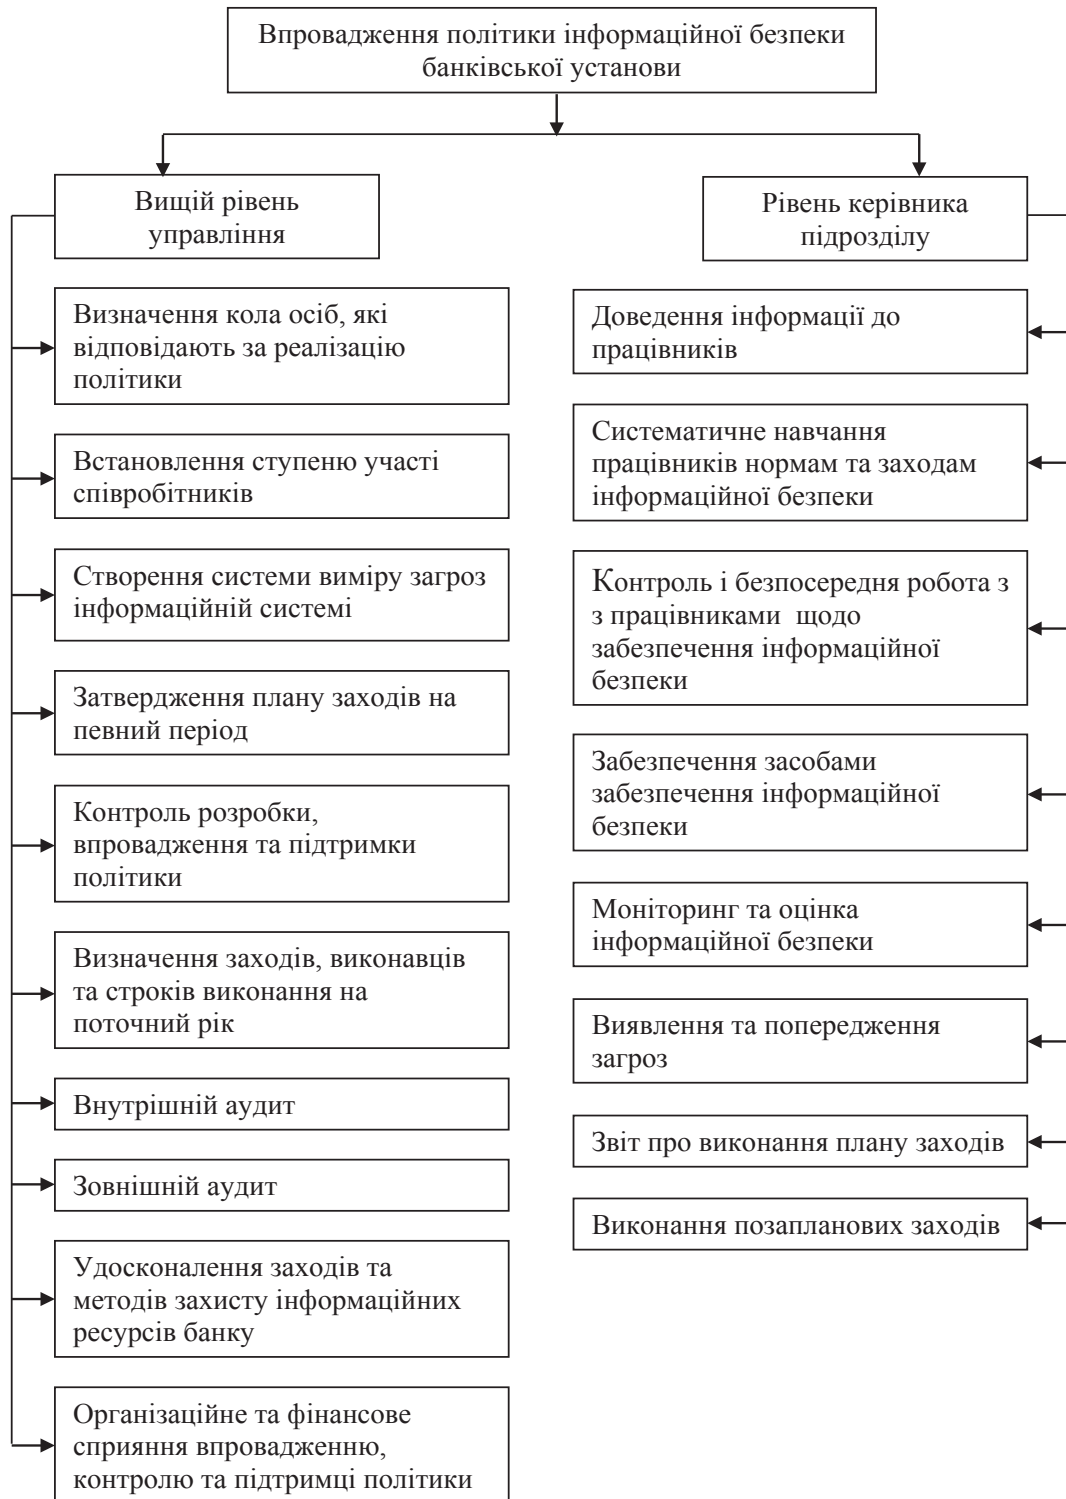 Впровадження політики інформаційної безпеки
банківської установи
Вищій рівень
управління
Визначення кола осіб, які
відповідають за реалізацію
політики
Встановлення ступеню участі
співробітників
Створення системи виміру загроз
інформаційній системі
Затвердження плану заходів на
певний період
Контроль розробки,
впровадження та підтримки
політики
Визначення заходів, виконавців
та строків виконання на
поточний рік
Внутрішній аудит
Зовнішній аудит
Удосконалення заходів та
методів захисту інформаційних
ресурсів банку
Організаційне та фінансове
сприяння впровадженню,
контролю та підтримці політики
Рівень керівника
підрозділу
Доведення інформації до
працівників
Систематичне навчання
працівників нормам та заходам
інформаційної безпеки
Контроль і безпосередня робота з
з працівниками щодо
забезпечення інформаційної
безпеки
Забезпечення засобами
забезпечення інформаційної
безпеки
Моніторинг та оцінка
інформаційної безпеки
Виявлення та попередження
загроз
Звіт про виконання плану заходів
Виконання позапланових заходів